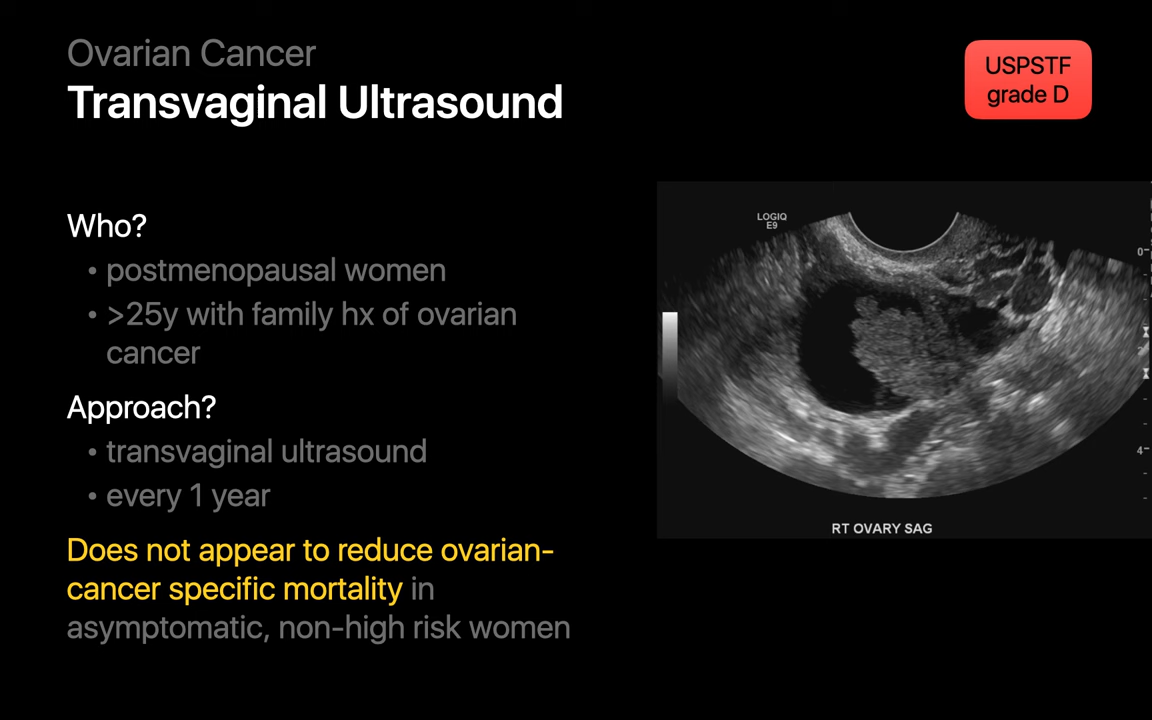 Ovarian Cancer
Transvaginal Ultrasound
USPSTF
grade D
Who?
• postmenopausal women
• >25y with family hx of ovarian
cancer
Approach?
• transvaginal ultrasound
• every 1 year
Does not appear to reduce ovarian-
cancer specific mortality in
asymptomatic, non-high risk women
LOGIQ
E9
0
4
RT OVARY SAG